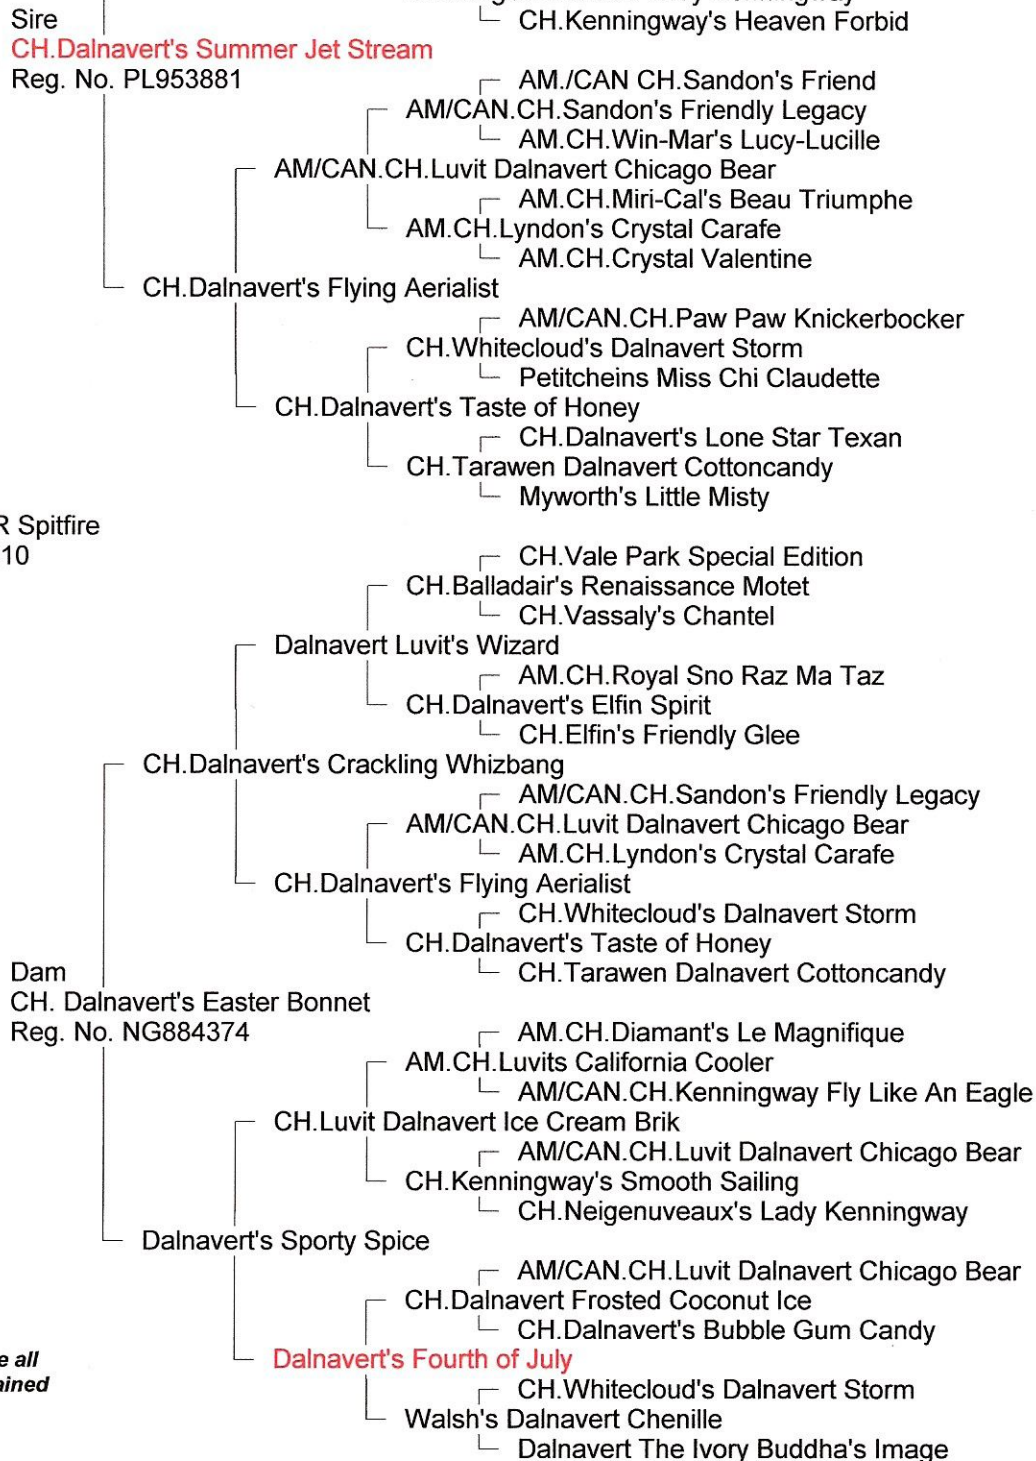 Sire
CH.Kenningway's Heaven Forbid
CH.Dalnavert's Summer Jet Stream
Reg. No. PL953881
AM./CAN CH.Sandon's Friend
AM/CAN.CH.Sandon's Friendly Legacy
AM.CH.Win-Mar's Lucy-Lucille
AM/CAN.CH.Luvit Dalnavert Chicago Bear
AM.CH.Miri-Cal's Beau Triumphe
AM.CH.Lyndon's Crystal Carafe
AM.CH.Crystal Valentine
CH.Dalnavert's Flying Aerialist
AM/CAN.CH.Paw Paw Knickerbocker
CH.Whitecloud's Dalnavert Storm
Petitcheins Miss Chi Claudette
CH.Dalnavert's Taste of Honey
CH.Dalnavert's Lone Star Texan
CH.Tarawen Dalnavert Cottoncandy
Myworth's Little Misty
R Spitfire
10
CH.Vale Park Special Edition
CH.Balladair's Renaissance Motet
CH.Vassaly's Chantel
Dalnavert Luvit's Wizard
AM.CH.Royal Sno Raz Ma Taz
CH.Dalnavert's Elfin Spirit
CH.Elfin's Friendly Glee
CH.Dalnavert's Crackling Whizbang
AM/CAN.CH.Sandon's Friendly Legacy
AM/CAN.CH.Luvit Dalnavert Chicago Bear
AM.CH.Lyndon's Crystal Carafe
CH.Dalnavert's Flying Aerialist
CH.Whitecloud's Dalnavert Storm
CH.Dalnavert's Taste of Honey
CH.Tarawen Dalnavert Cottoncandy
Dam
CH. Dalnavert's Easter Bonnet
Reg. No. NG884374
AM.CH.Diamant's Le Magnifique
AM.CH.Luvits California Cooler
AM/CAN.CH.Kenningway Fly Like An Eagle
CH.Luvit Dalnavert Ice Cream Brik
AM/CAN.CH.Luvit Dalnavert Chicago Bear
CH.Kenningway's Smooth Sailing
CH.Neigenuveaux's Lady Kenningway
Dalnavert's Sporty Spice
AM/CAN.CH.Luvit Dalnavert Chicago Bear
CH.Dalnavert Frosted Coconut Ice
CH.Dalnavert's Bubble Gum Candy
e all
Dalnavert's Fourth of July
ained
CH.Whitecloud's Dalnavert Storm
Walsh's Dalnavert Chenille
Dalnavert The Ivory Buddha's Image